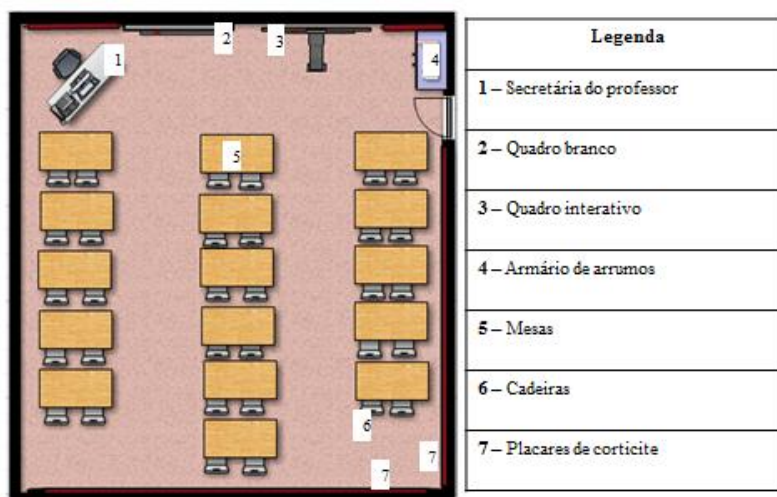 1
2
3
4
5
6
7
7
Legenda
1 – Secretária do professor
2 – Quadro branco
3 – Quadro interativo
4 – Armário de arrumos
5 – Mesas
6 – Cadeiras
7 – Placares de corticite